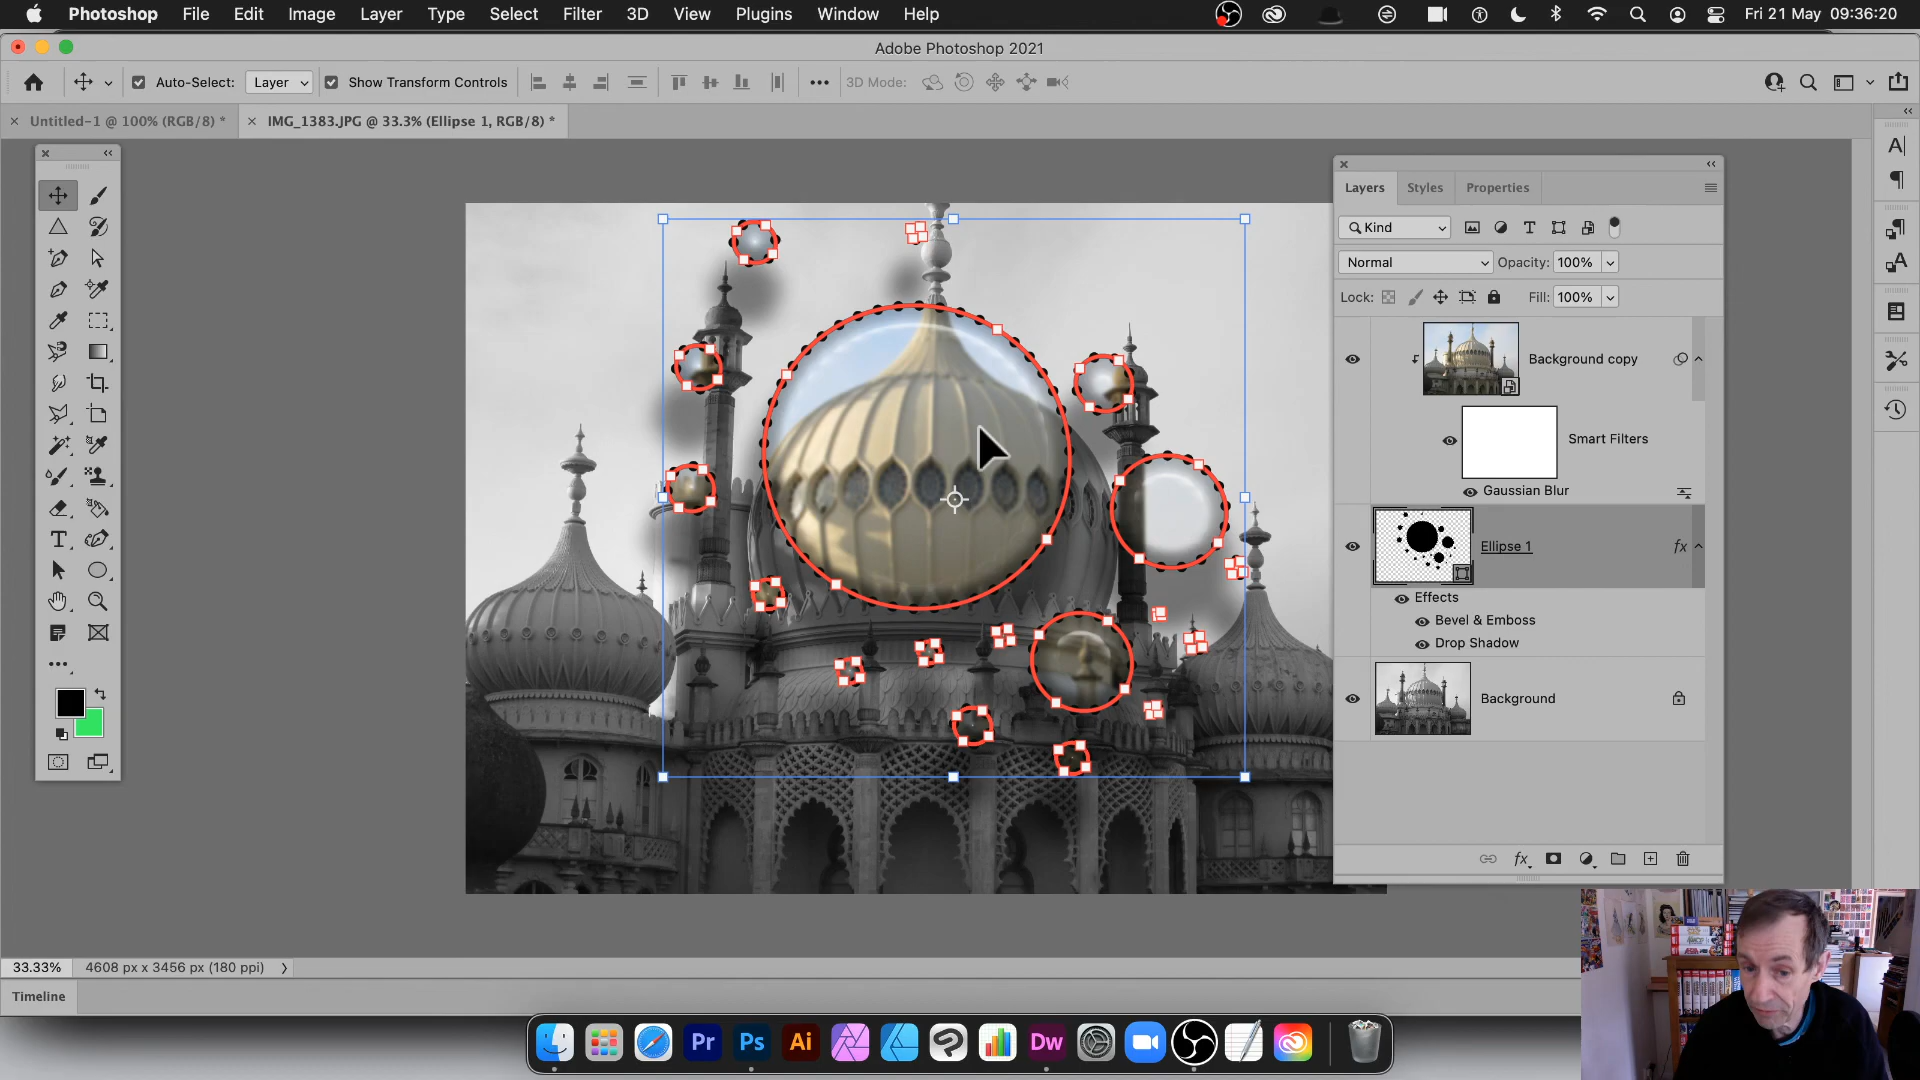 Photoshop File Edit Image Layer Type Select Filter 3D View Plugins Window Help Fri 21 May 09:36:20
Adobe Photoshop 2021
Auto-Select: Layer Show Transform Controls 3D Mode:
Untitled-1 @ 100% (RGB/8) * IMG_1383.JPG @ 33.3% (Ellipse 1, RGB/8) *
Layers Styles Properties
Kind
Normal Opacity: 100%
Lock: Fill: 100%
Background copy
Smart Filters
Gaussian Blur
Ellipse 1 fx
Effects
Bevel & Emboss
Drop Shadow
Background
fx
33.33% 4608 px x 3456 px (180 ppi)
Timeline
Pr Ps Ai Dw